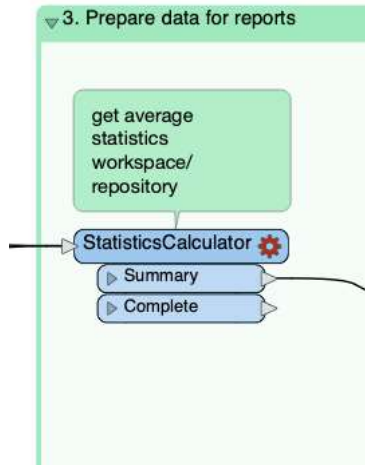 3. Prepare data for reports
get average
statistics
workspace/
repository
StatisticsCalculator
Summary
Complete